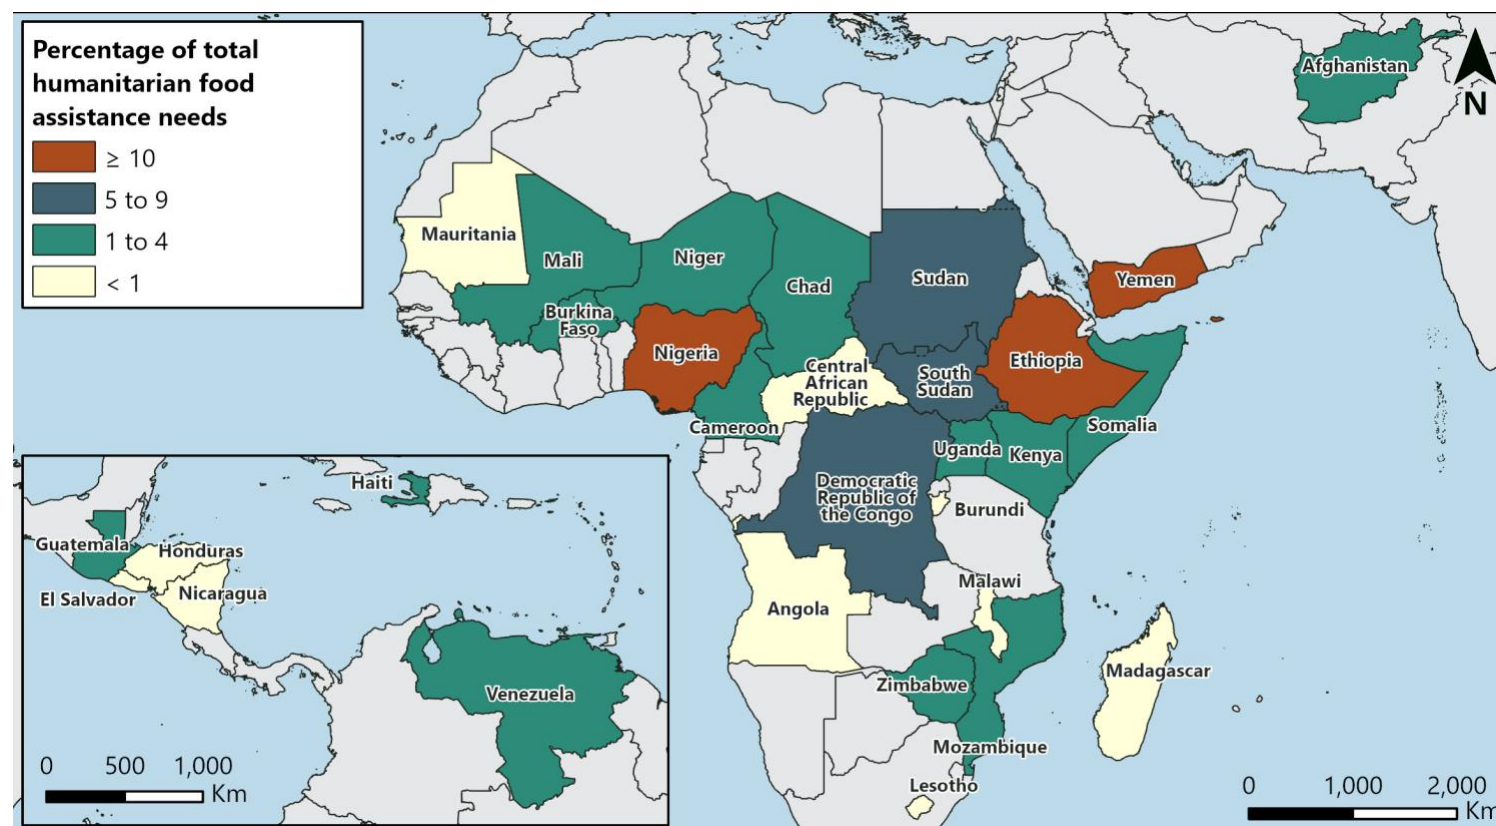 Percentage of total
humanitarian food
assistance needs
≥ 10
5 to 9
1 to 4
< 1
Afghanistan
N
Mauritania
Mali
Niger
Chad
Sudan
Yemen
Burkina
Faso
Nigeria
Central
African
Republic
South
Sudan
Ethiopia
Cameroon
Somalia
Uganda
Kenya
Democratic
Republic of
the Congo
Burundi
Malawi
Angola
Zimbabwe
Madagascar
Mozambique
Lesotho
Haiti
Guatemala
Honduras
El Salvador
Nicaragua
Venezuela
0 500 1,000
Km
0 1,000 2,000
Km